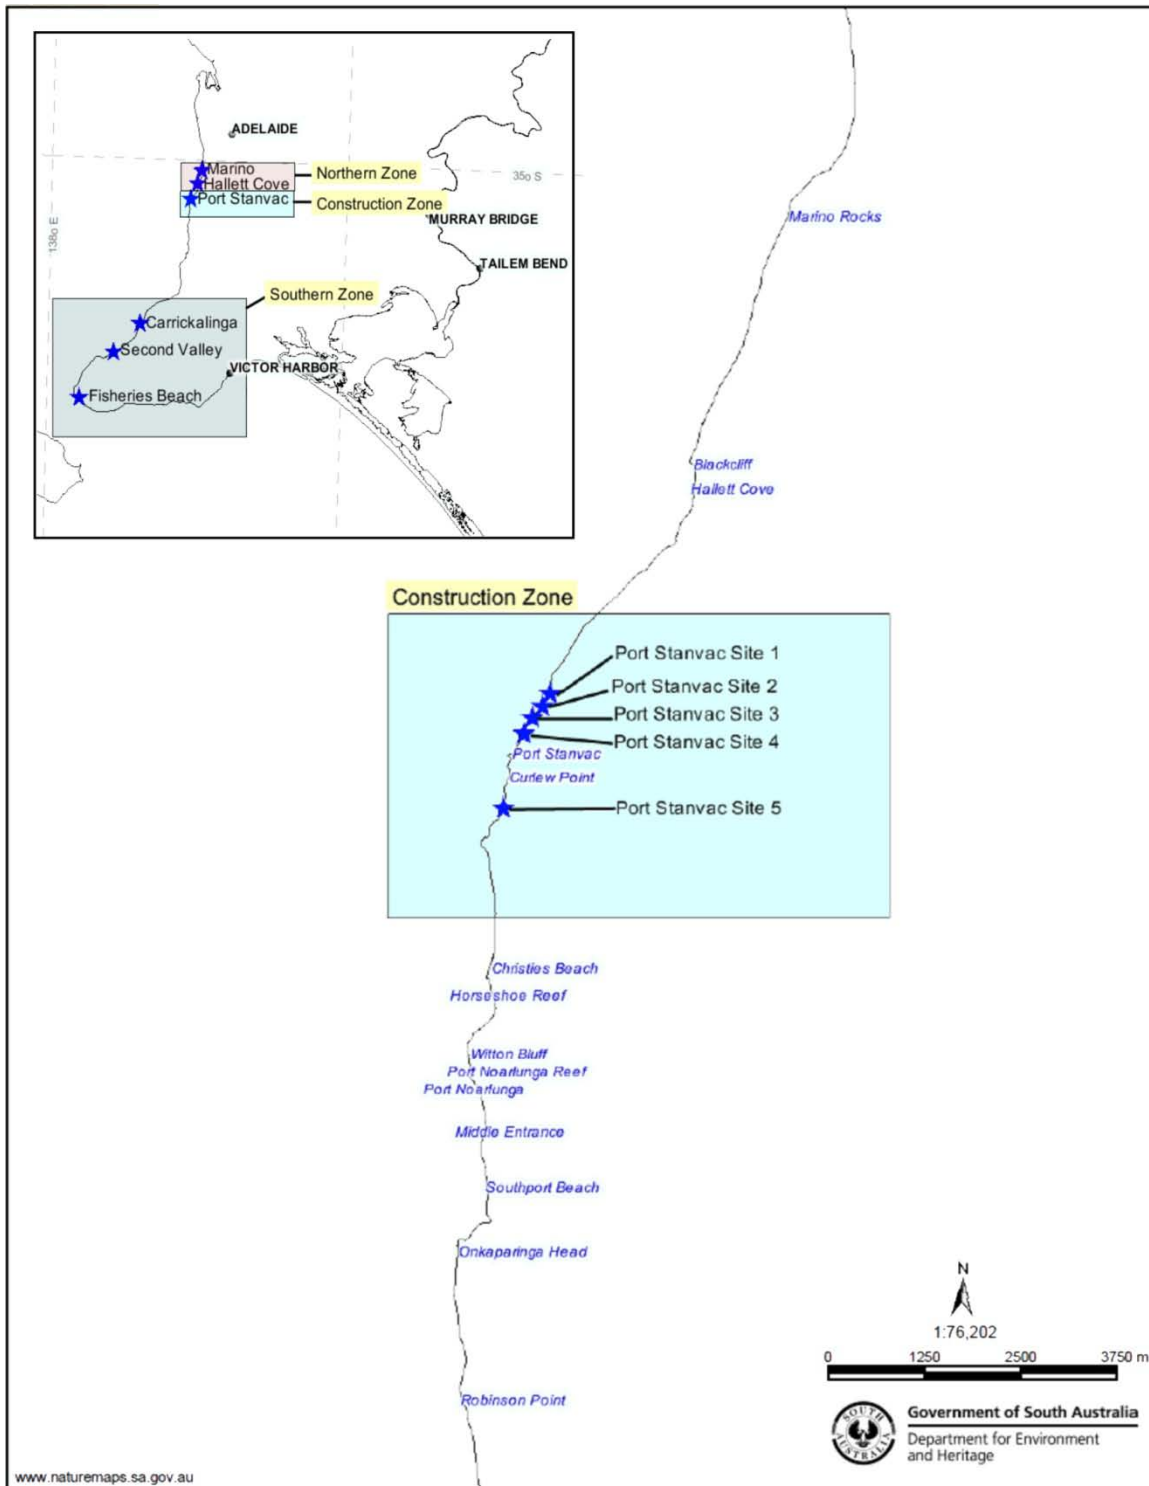 ADELAIDE
Marino
Hallett Cove
Port Stanvac
Northern Zone
Construction Zone
35o S
138o E
MURRAY BRIDGE
TAILEM BEND
Southern Zone
Carrickalinga
Second Valley
VICTOR HARBOR
Fisheries Beach
Marino Rocks
Blackcliff
Hallett Cove
Construction Zone
Port Stanvac Site 1
Port Stanvac Site 2
Port Stanvac Site 3
Port Stanvac Site 4
Port Stanvac
Curlew Point
Port Stanvac Site 5
Christies Beach
Horseshoe Reef
Witton Bluff
Port Noarlunga Reef
Port Noarlunga
Middle Entrance
Southport Beach
Onkaparinga Head
Robinson Point
N
1:76,202
0 1250 2500 3750 m
SOUTH AUSTRALIA
Government of South Australia
Department for Environment
and Heritage
www.naturemaps.sa.gov.au